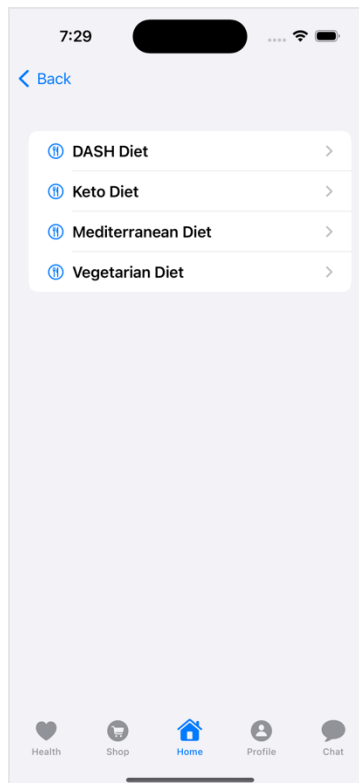 7:29
Back
DASH Diet
Keto Diet
Mediterranean Diet
Vegetarian Diet
Health
Shop
Home
Profile
Chat